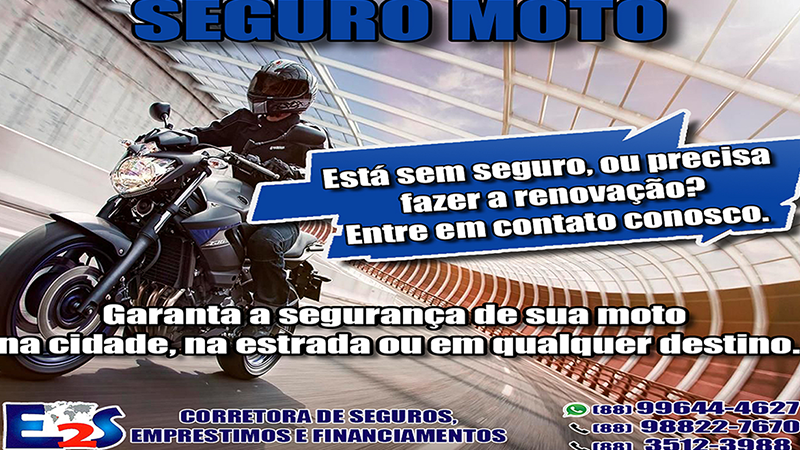 SEGURO MOTO
Está sem seguro, ou precisa
fazer a renovação?
Entre em contato conosco.
Garanta a segurança de sua moto
na cidade, na estrada ou em qualquer destino.
E2S
CORRETORA DE SEGUROS,
EMPRESTIMOS E FINANCIAMENTOS
(88) 99644-4627
(88) 98822-7670
(88) 3512-3988